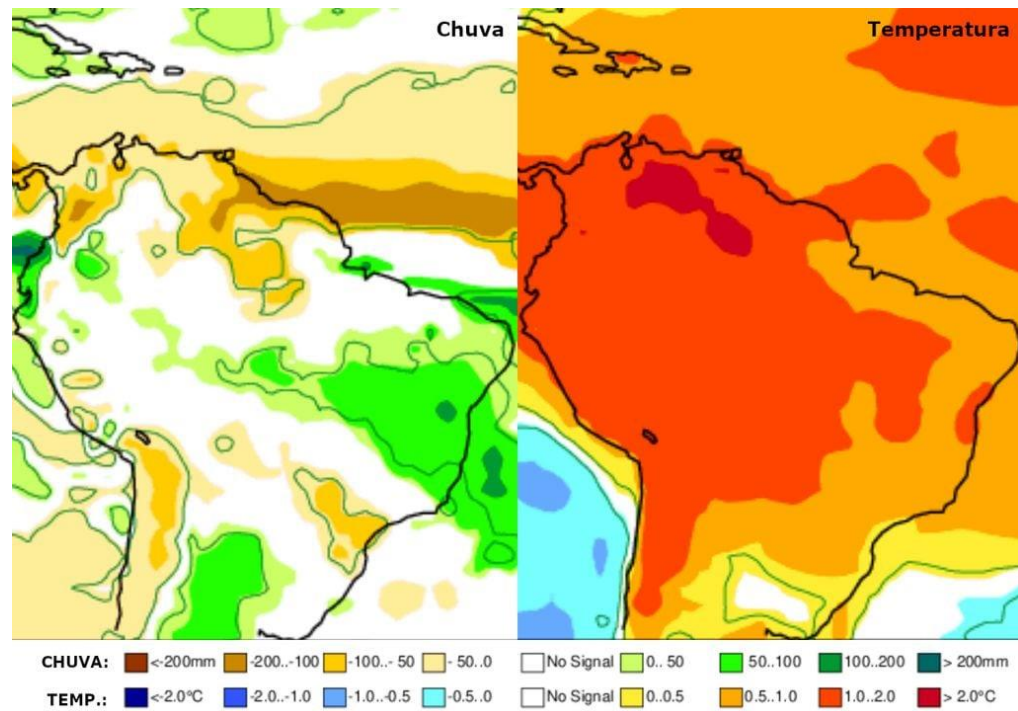 Chuva
Temperatura
CHUVA: <-200mm -200..-100 -100..- 50 - 50..0 No Signal 0.. 50 50..100 100..200 > 200mm
TEMP.: <-2.0°C -2.0..-1.0 -1.0..-0.5 -0.5..0 No Signal 0..0.5 0.5..1.0 1.0..2.0 > 2.0°C